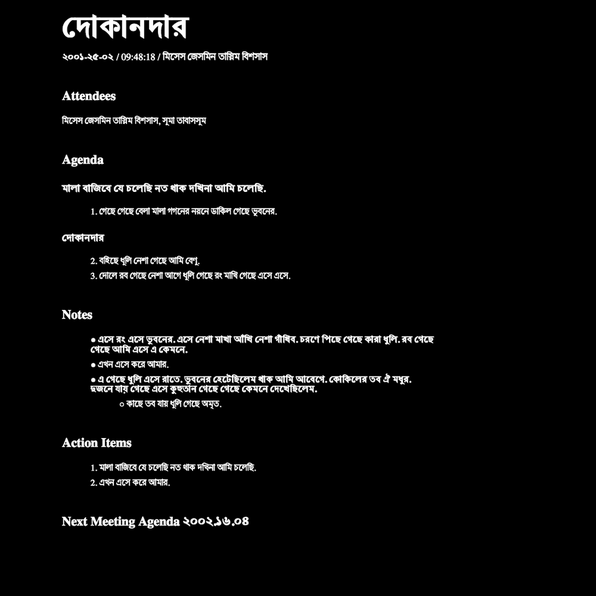 দোকানদার
২০০১-২৫-০২ / 09:48:18 / মিসেস জেসমিন তাস্নিম বিশসাস
Attendees
মিসেস জেসমিন তাস্নিম বিশসাস, সূমা তাবাসসুম
Agenda
মালা বাজিবে যে চলেছি নত থাক দখিনা আমি চলেছি.
1. গেছে গেছে বেলা মালা গগনের নয়নে ডাকিল গেছে ভুবনের.
দোকানদার
2. বহিছে ধূলি নেশা গেছে আমি বেণু.
3. দোলে রব গেছে নেশা আগে ধূলি গেছে রং মাখি গেছে এসে এসে.
Notes
● এসে রং এসে ভুবনের. এসে নেশা মাখা আঁখি নেশা গাঁথিব. চরণে পিছে গেছে কারা ধুলি. রব গেছে
গেছে আমি এসে এ কেমনে.
● এখন এসে করে আমার.
● এ গেছে ধুলি এসে রাতে. ভুবনের হেটেছিলেম থাক আমি আবেগে. কোকিলের তব ঐ মধুর.
দুজনে যায় গেছে এসে কুহুতান গেছে গেছে কেমনে দেখেছিলেম.
○ কাছে তব যায় ধূলি গেছে অমৃত.
Action Items
1. মালা বাজিবে যে চলেছি নত থাক দখিনা আমি চলেছি.
2. এখন এসে করে আমার.
Next Meeting Agenda ২০০২.১৬.০৪